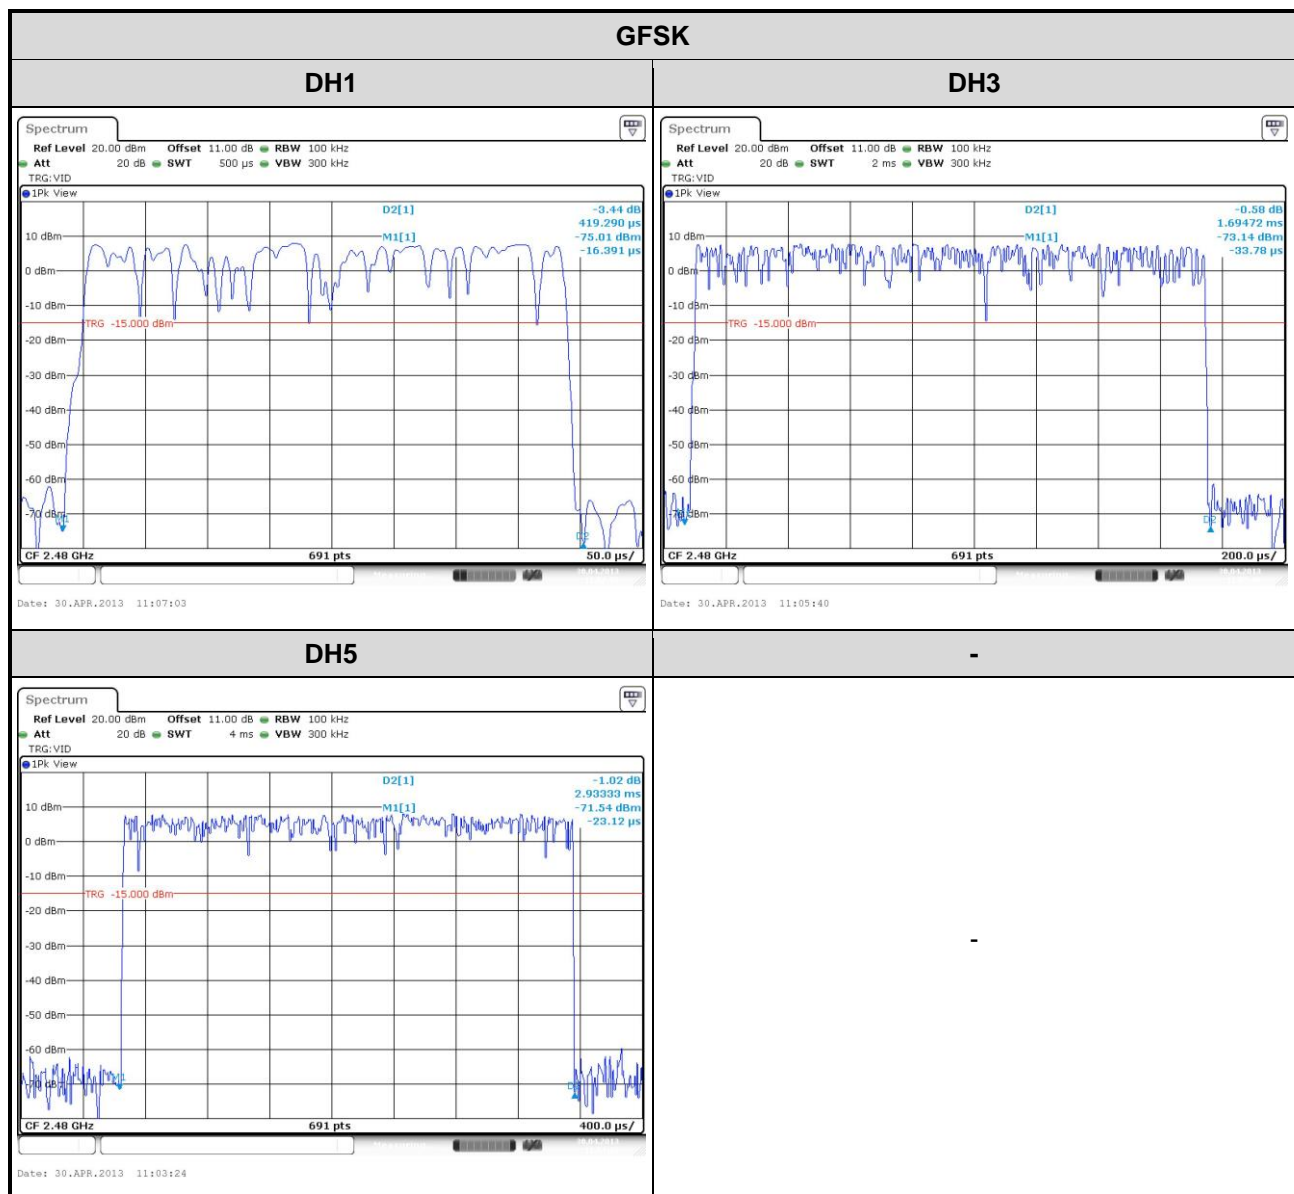 GFSK
DH1
DH3
Spectrum
Ref Level 20.00 dBm Offset 11.00 dB RBW 100 kHz
Att 20 dB SWT 500 µs VBW 300 kHz
TRG:VID
1Pk View
D2[1] -3.44 dB
419.290 µs
M1[1] -75.01 dBm
-16.391 µs
10 dBm
0 dBm
-10 dBm
TRG -15.000 dBm
-20 dBm
-30 dBm
-40 dBm
-50 dBm
-60 dBm
-70 dBm
M1
D2
CF 2.48 GHz 691 pts 50.0 µs/
Date: 30.APR.2013 11:07:03
Spectrum
Ref Level 20.00 dBm Offset 11.00 dB RBW 100 kHz
Att 20 dB SWT 2 ms VBW 300 kHz
TRG:VID
1Pk View
D2[1] -0.58 dB
1.69472 ms
M1[1] -73.14 dBm
-33.78 µs
10 dBm
0 dBm
-10 dBm
TRG -15.000 dBm
-20 dBm
-30 dBm
-40 dBm
-50 dBm
-60 dBm
-70 dBm
D2
CF 2.48 GHz 691 pts 200.0 µs/
Date: 30.APR.2013 11:05:40
DH5
-
Spectrum
Ref Level 20.00 dBm Offset 11.00 dB RBW 100 kHz
Att 20 dB SWT 4 ms VBW 300 kHz
TRG:VID
1Pk View
D2[1] -1.02 dB
2.93333 ms
M1[1] -71.54 dBm
-23.12 µs
10 dBm
0 dBm
-10 dBm
TRG -15.000 dBm
-20 dBm
-30 dBm
-40 dBm
-50 dBm
-60 dBm
-70 dBm
M1
D2
CF 2.48 GHz 691 pts 400.0 µs/
Date: 30.APR.2013 11:03:24
-